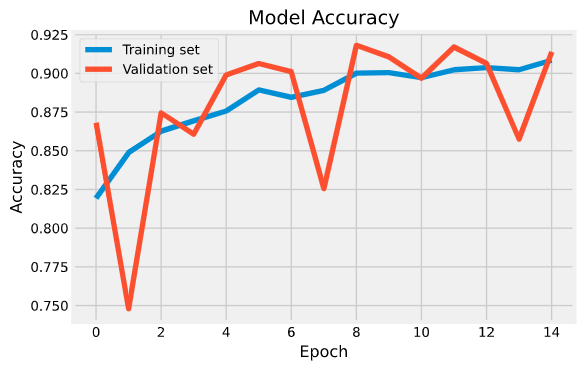 Model Accuracy
0.925
0.900
0.875
0.850
0.825
0.800
0.775
0.750
Accuracy
Training set
Validation set
0 2 4 6 8 10 12 14
Epoch